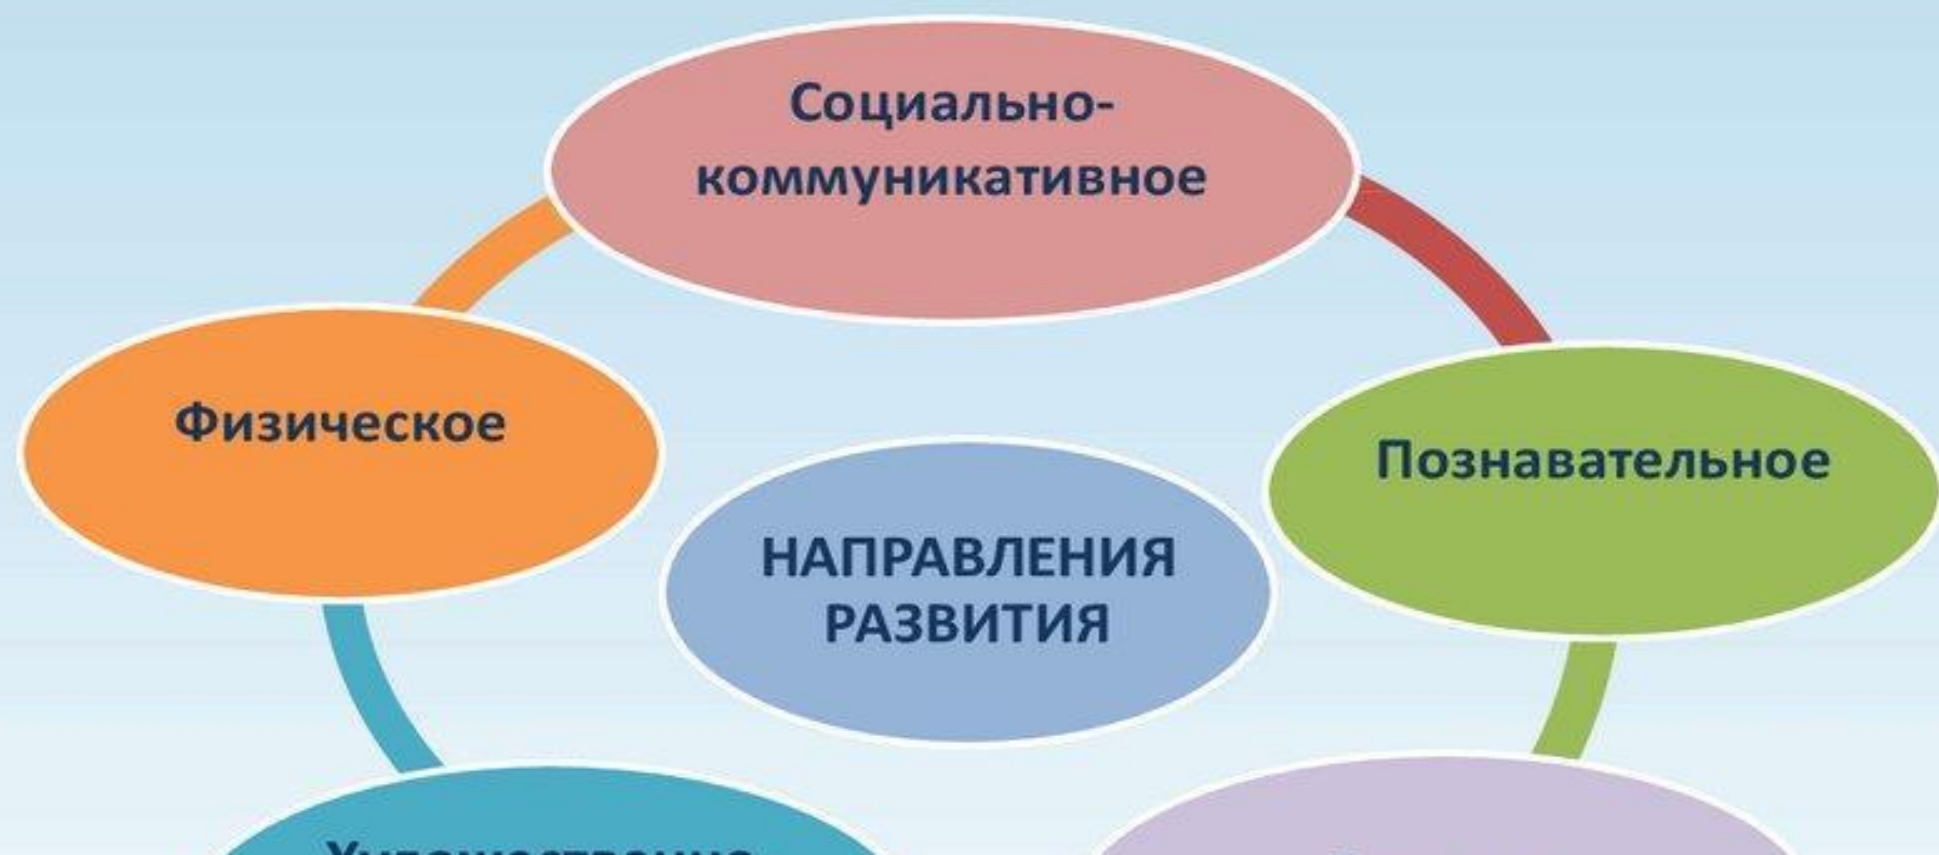 Социально-
коммуникативное
Физическое
Познавательное
НАПРАВЛЕНИЯ
РАЗВИТИЯ